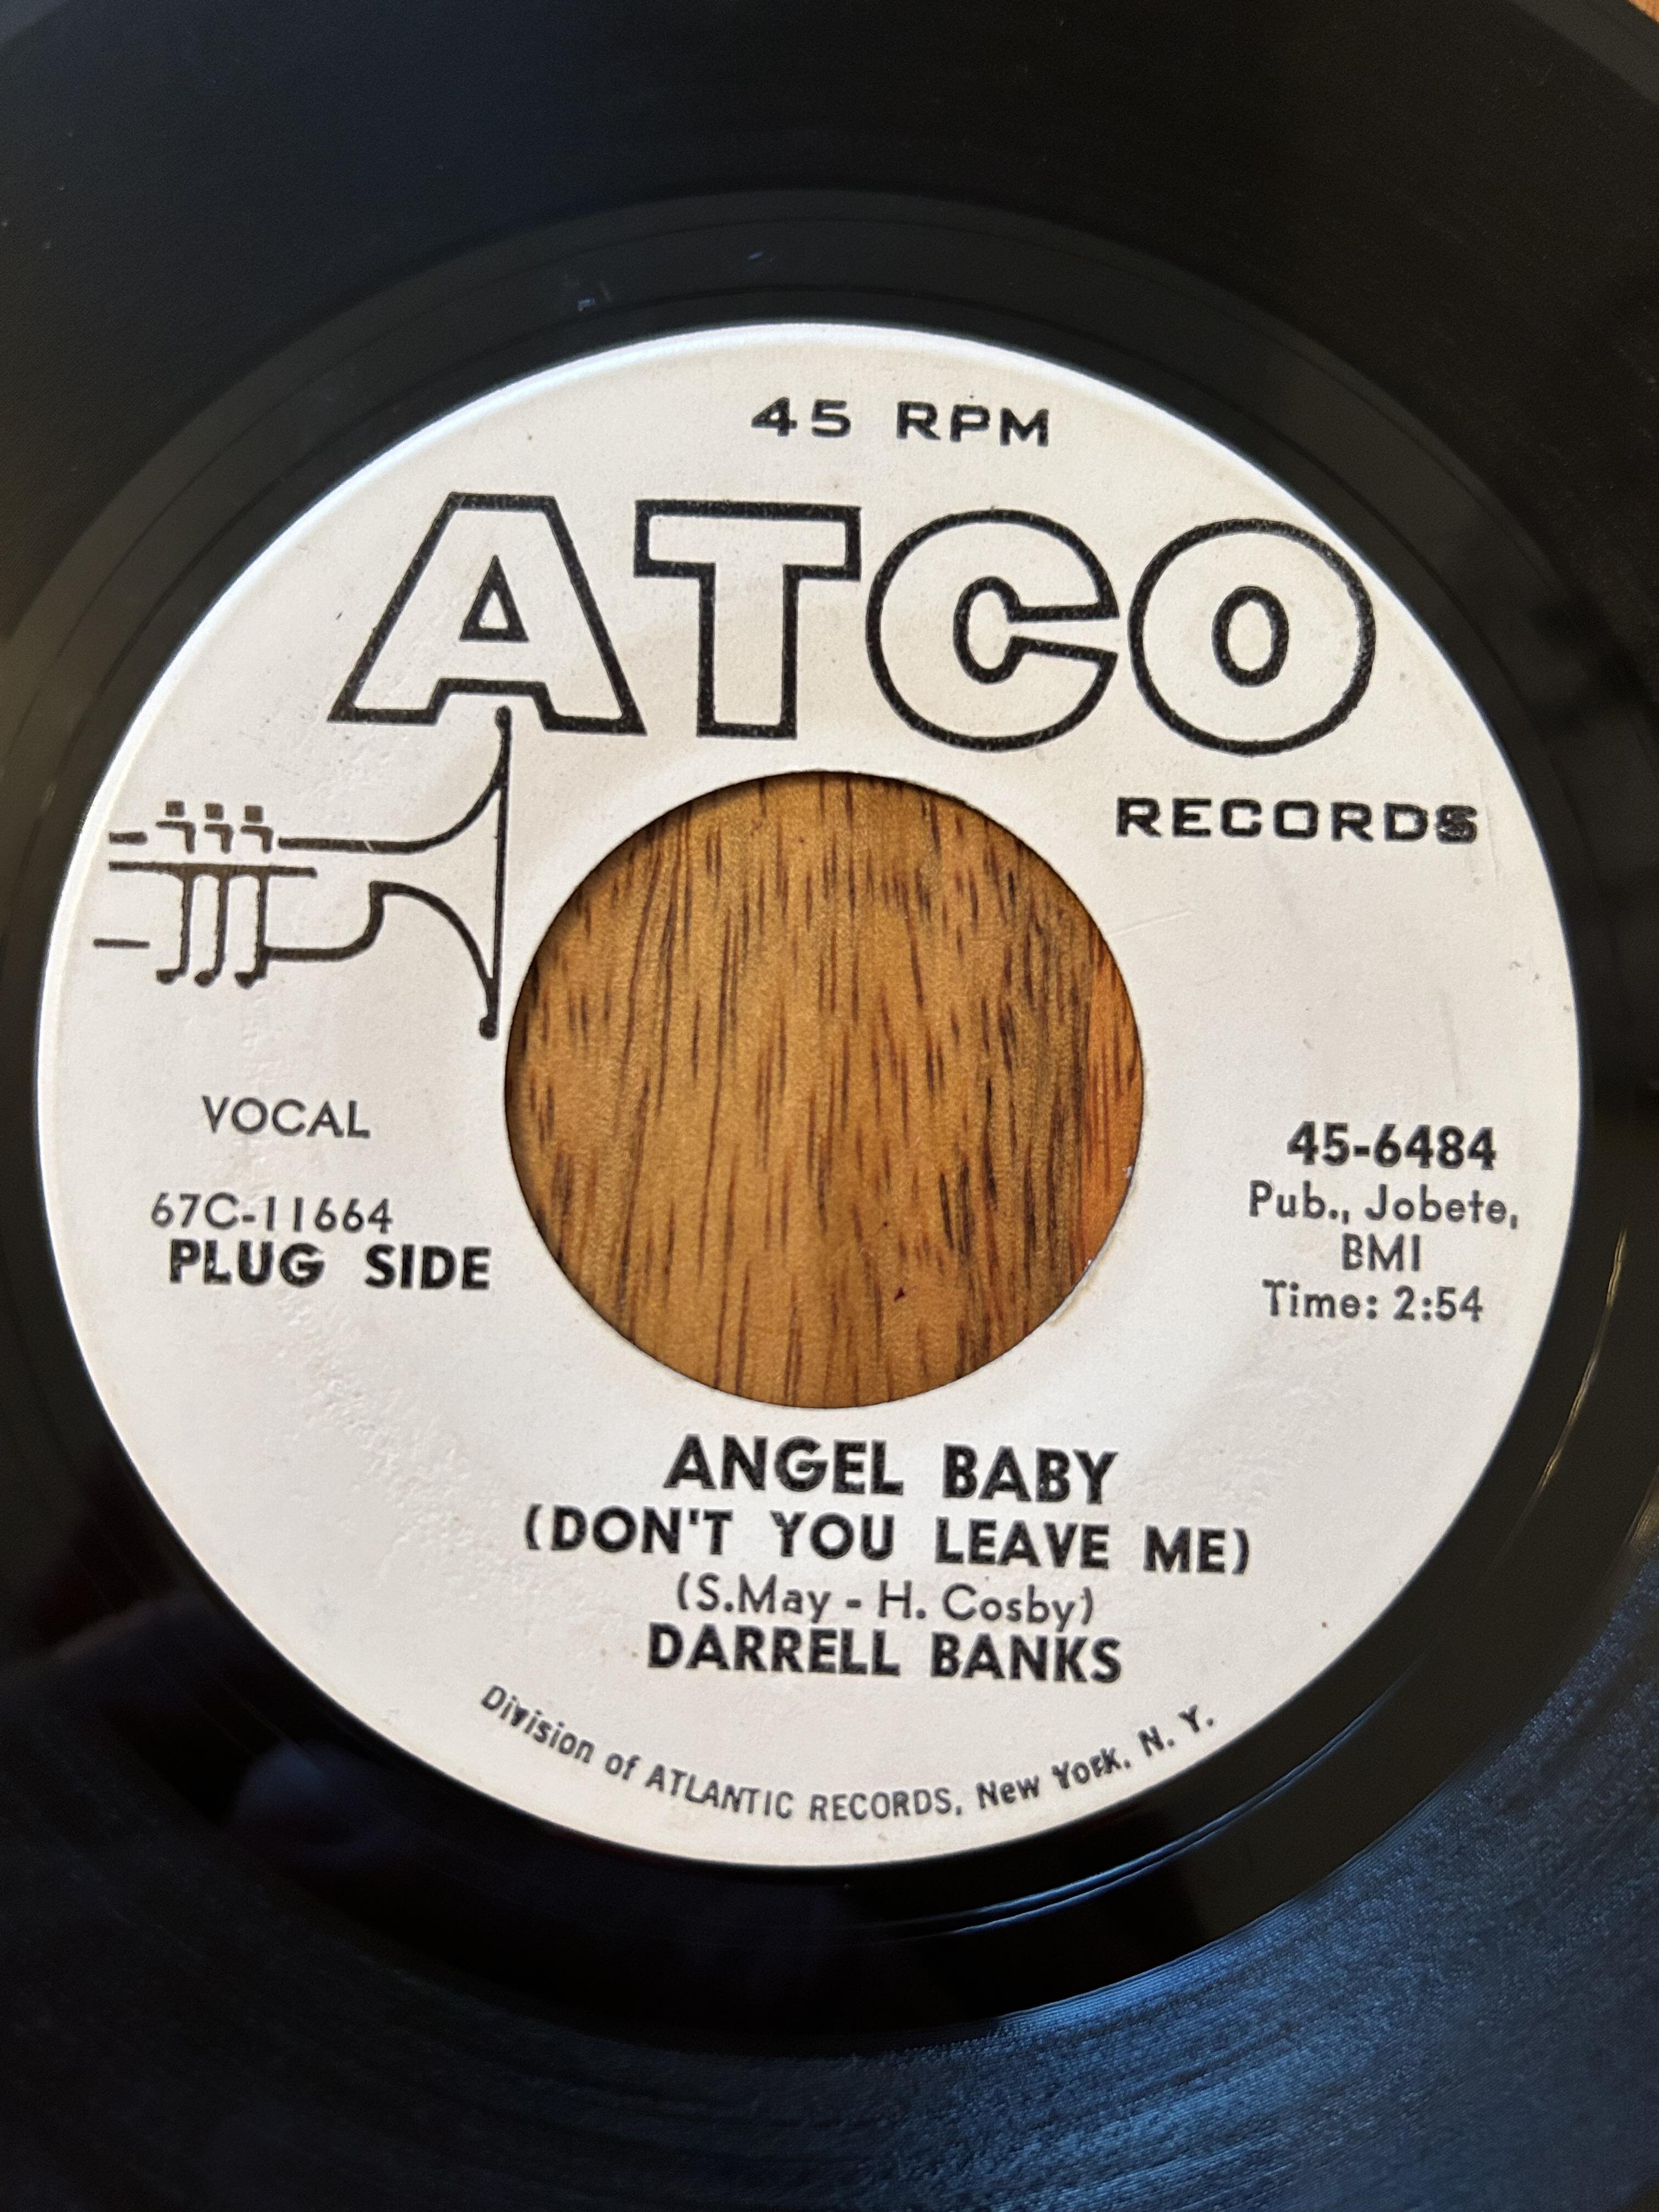 45 RPM
ATCO
RECORDS
VOCAL
67C-11664
PLUG SIDE
45-6484
Pub., Jobete,
BMI
Time: 2:54
ANGEL BABY
(DON'T YOU LEAVE ME)
(S.May - H. Cosby)
DARRELL BANKS
Division of ATLANTIC RECORDS, New York, N. Y.